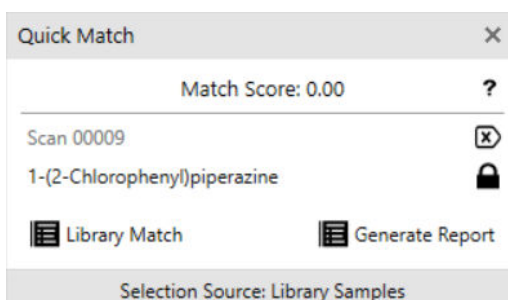 Quick Match
Match Score: 0.00 ?
Scan 00009
1-(2-Chlorophenyl)piperazine
Library Match Generate Report
Selection Source: Library Samples